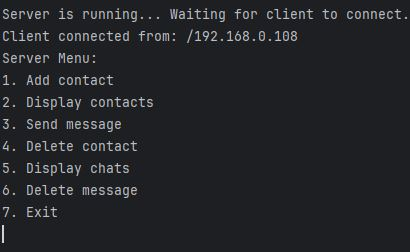 Server is running... Waiting for client to connect.
Client connected from: /192.168.0.108
Server Menu:
1. Add contact
2. Display contacts
3. Send message
4. Delete contact
5. Display chats
6. Delete message
7. Exit